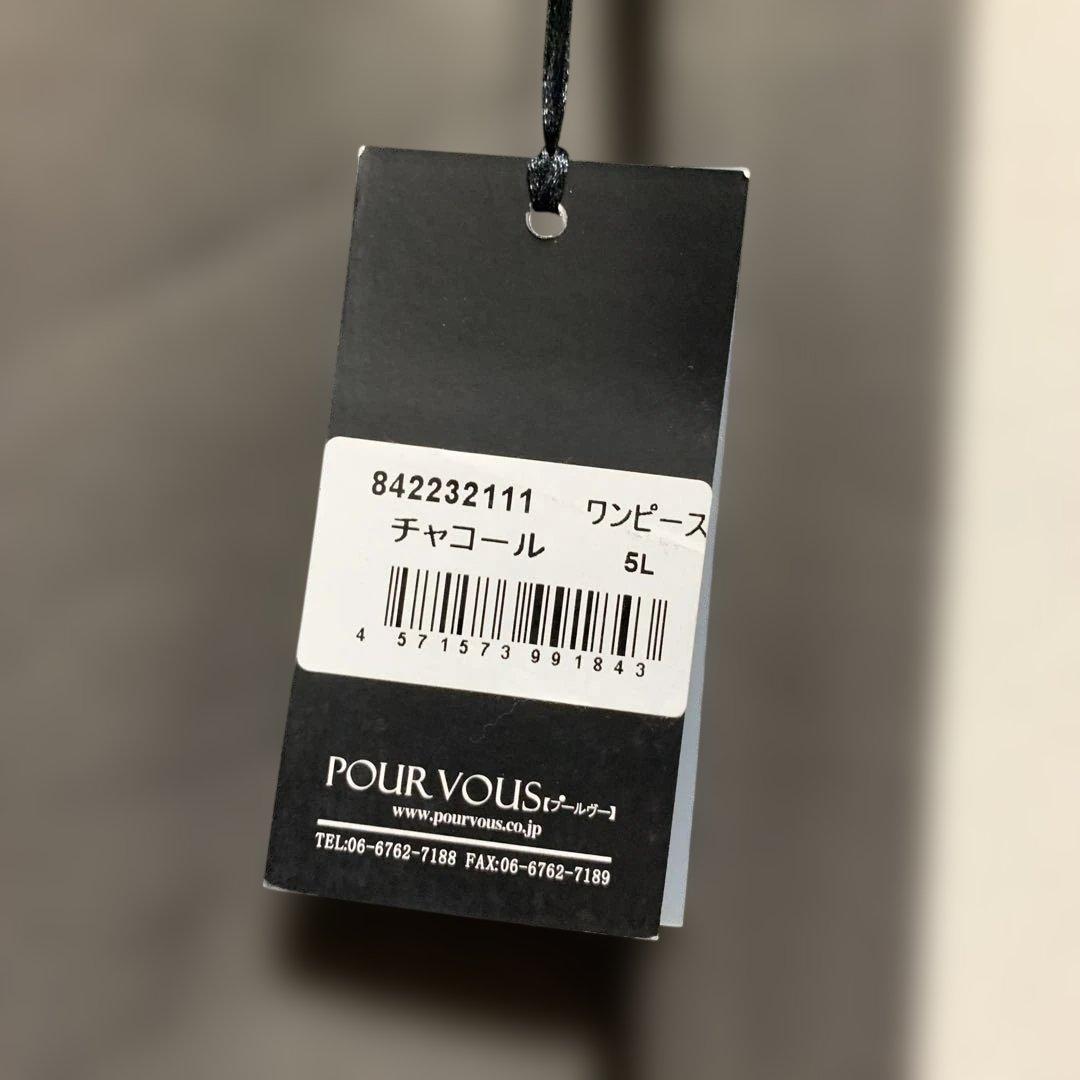 842232111 ワンピース
チャコール 5L
4 571573 991843
POUR VOUS【プールヴー】
www.pourvous.co.jp
TEL:06-6762-7188 FAX:06-6762-7189